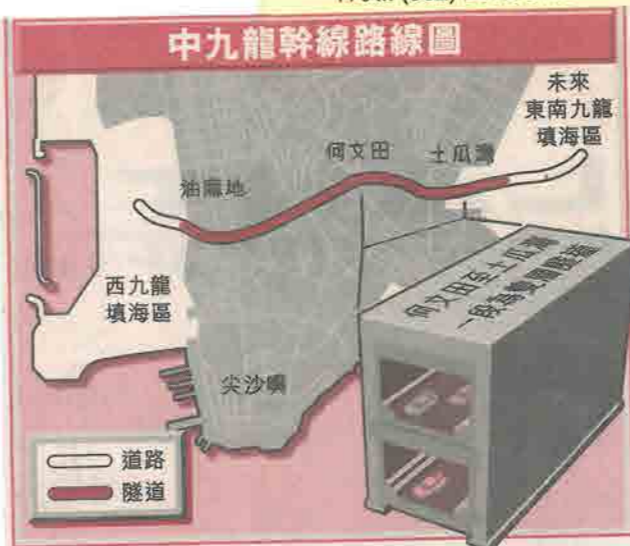 中九龍幹線路線圖
未來
東南九龍
填海區
何文田
土瓜灣
油麻地
西九龍
填海區
何文田至土瓜灣
一段為雙層隧道
尖沙嘴
道路
隧道